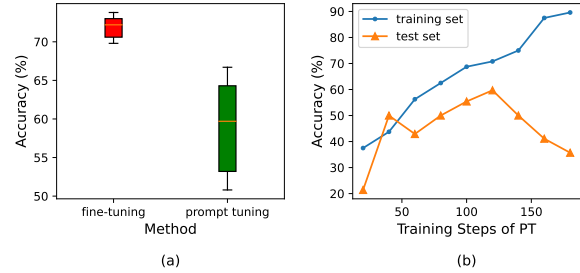 Accuracy (%)
70
65
60
55
50
fine-tuning
prompt tuning
Method
(a)
Accuracy (%)
90
80
70
60
50
40
30
20
training set
test set
50
100
150
Training Steps of PT
(b)